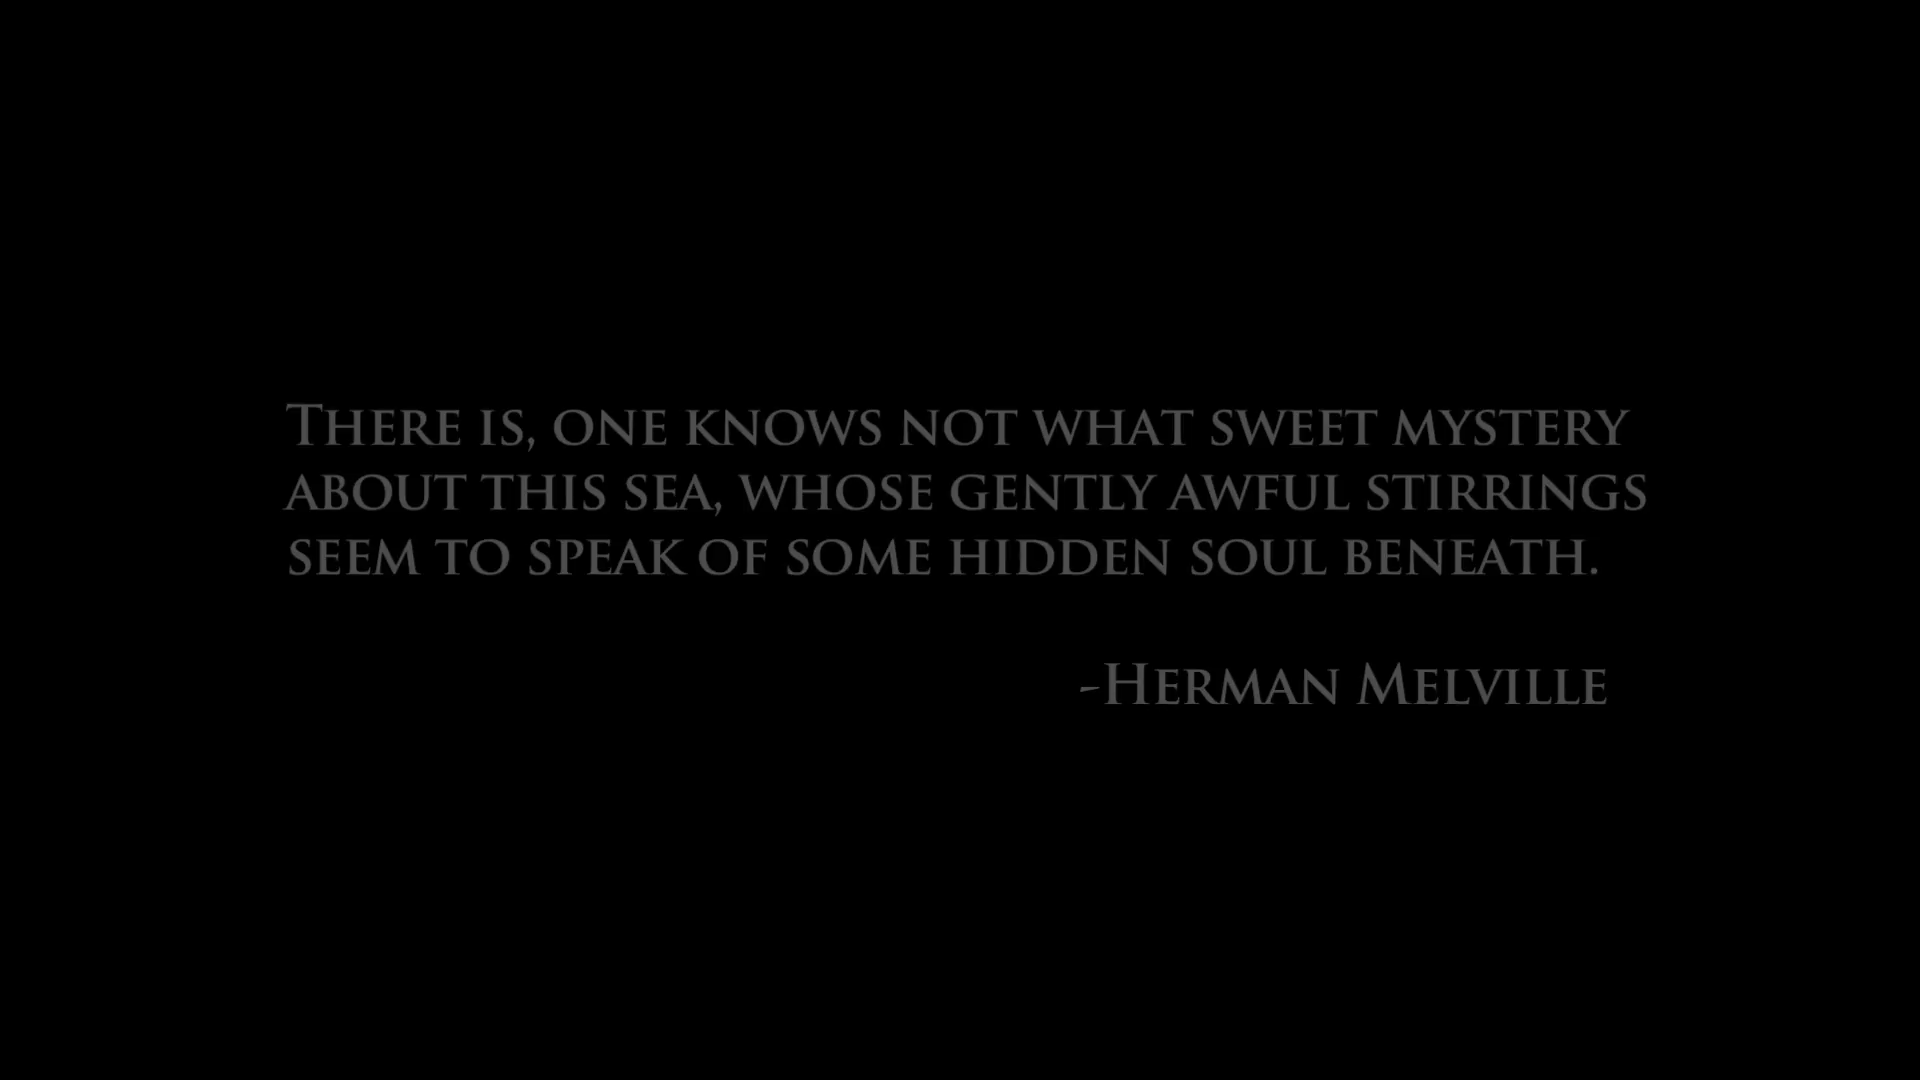 There is, one knows not what sweet mystery
about this sea, whose gently awful stirrings
seem to speak of some hidden soul beneath.
-Herman Melville